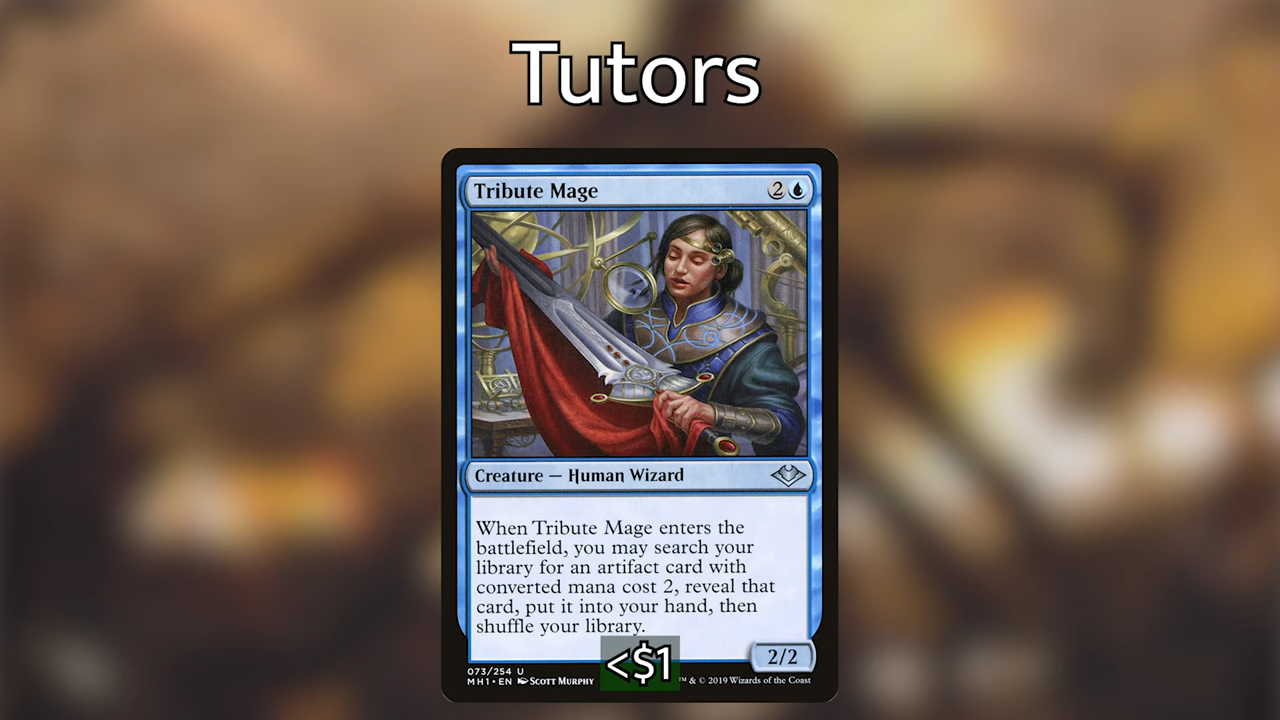 Tutors
Tribute Mage 2
Creature — Human Wizard
When Tribute Mage enters the
battlefield, you may search your
library for an artifact card with
converted mana cost 2, reveal that
card, put it into your hand, then
shuffle your library.
<$1
2/2
073/254 U
MH1 • EN Scott Murphy ™ & © 2019 Wizards of the Coast